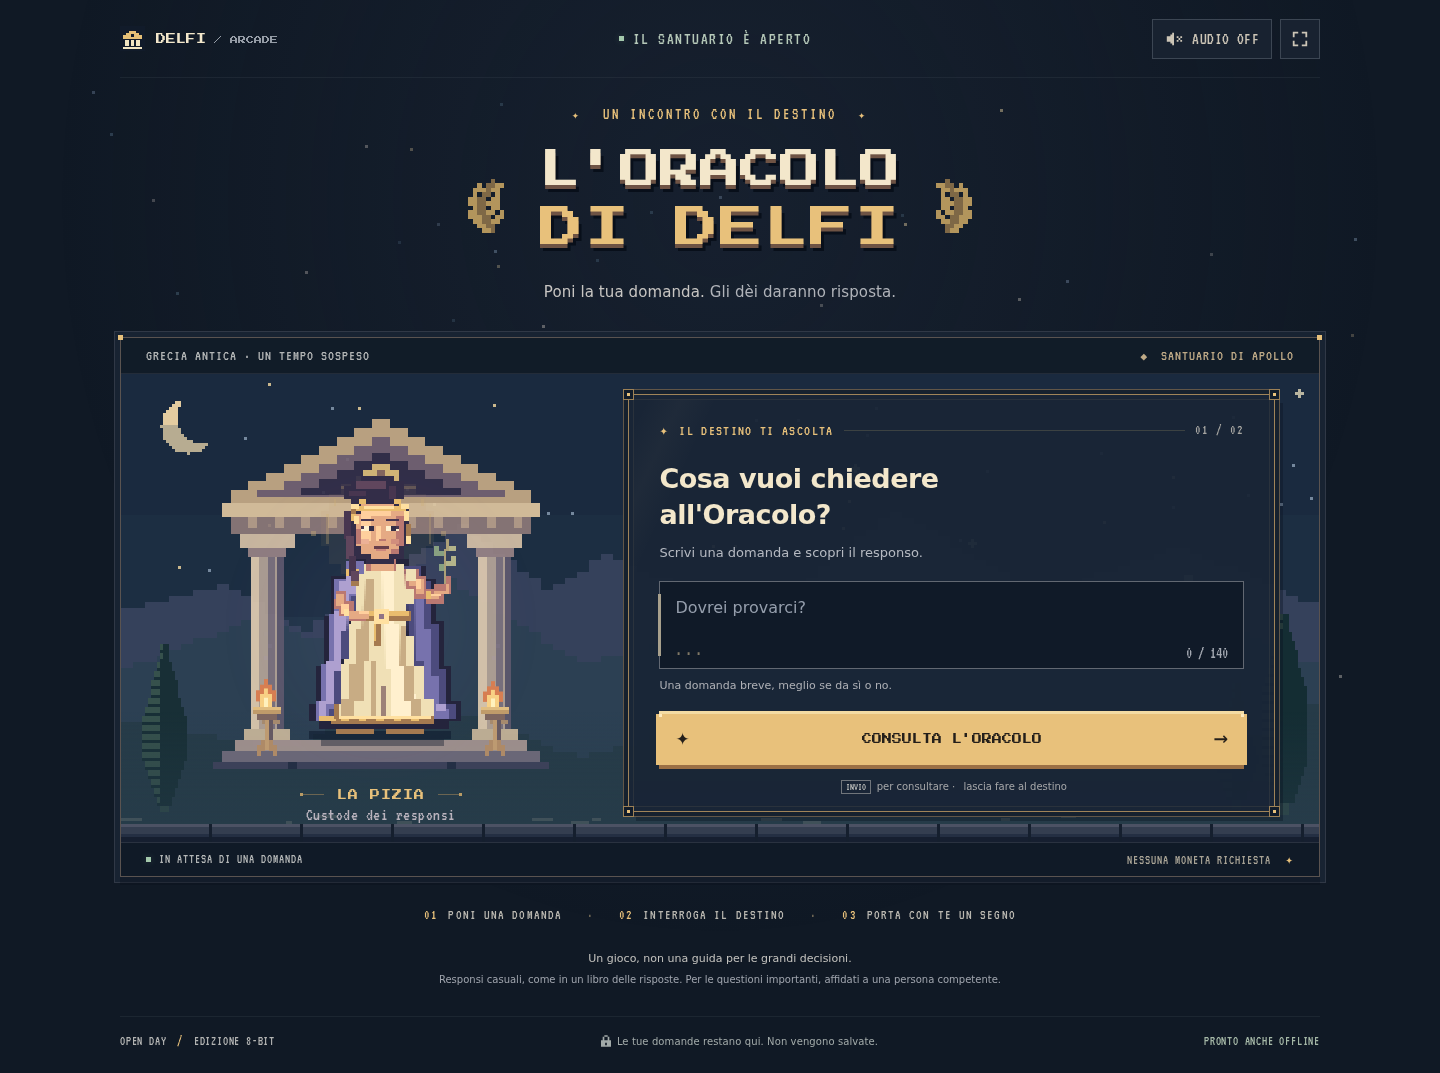 DELFI / ARCADE
IL SANTUARIO È APERTO
AUDIO OFF
UN INCONTRO CON IL DESTINO
L'ORACOLO
DI DELFI
Poni la tua domanda. Gli dèi daranno risposta.
GRECIA ANTICA · UN TEMPO SOSPESO
SANTUARIO DI APOLLO
IL DESTINO TI ASCOLTA
01 / 02
Cosa vuoi chiedere
all'Oracolo?
Scrivi una domanda e scopri il responso.
Dovrei provarci?
...
0 / 140
Una domanda breve, meglio se da sì o no.
CONSULTA L'ORACOLO →
INVIO per consultare · lascia fare al destino
LA PIZIA
Custode dei responsi
IN ATTESA DI UNA DOMANDA
NESSUNA MONETA RICHIESTA
01 PONI UNA DOMANDA · 02 INTERROGA IL DESTINO · 03 PORTA CON TE UN SEGNO
Un gioco, non una guida per le grandi decisioni.
Responsi casuali, come in un libro delle risposte. Per le questioni importanti, affidati a una persona competente.
OPEN DAY / EDIZIONE 8-BIT
Le tue domande restano qui. Non vengono salvate.
PRONTO ANCHE OFFLINE